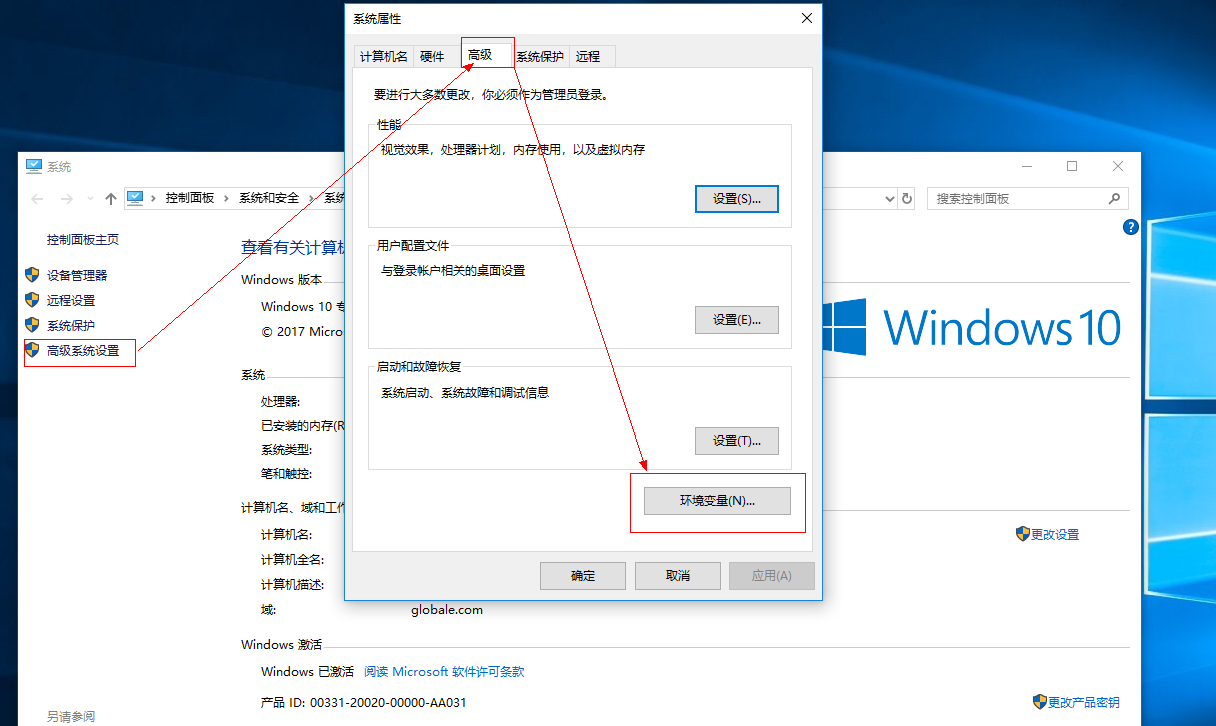 系统属性
计算机名 硬件 高级 系统保护 远程
要进行大多数更改，你必须作为管理员登录。
性能
视觉效果，处理器计划，内存使用，以及虚拟内存
设置(S)...
用户配置文件
与登录帐户相关的桌面设置
设置(E)...
启动和故障恢复
系统启动、系统故障和调试信息
设置(T)...
环境变量(N)...
确定 取消 应用(A)
系统
控制面板 系统和安全 系统
搜索控制面板
控制面板主页
设备管理器
远程设置
系统保护
高级系统设置
另请参阅
查看有关计算机
Windows 版本
Windows 10 专
© 2017 Micro
Windows 10
系统
处理器:
已安装的内存(R
系统类型:
笔和触控:
计算机名、域和工作
计算机名:
更改设置
计算机全名:
计算机描述:
域: globale.com
Windows 激活
Windows 已激活 阅读 Microsoft 软件许可条款
产品 ID: 00331-20020-00000-AA031
更改产品密钥